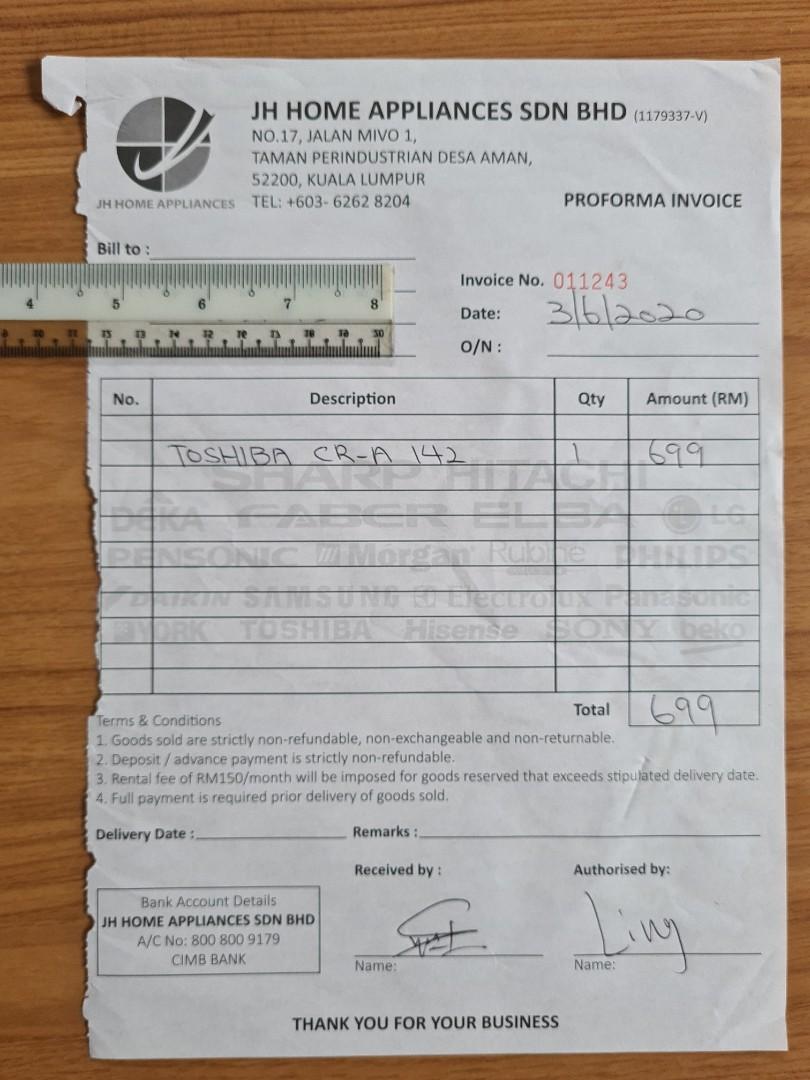 JH HOME APPLIANCES SDN BHD (1179337-V)
NO.17, JALAN MIVO 1,
TAMAN PERINDUSTRIAN DESA AMAN,
52200, KUALA LUMPUR
JH HOME APPLIANCES
TEL: +603- 6262 8204
PROFORMA INVOICE
Bill to :
4 5 6 7 8
Invoice No. 011243
Date: 3/6/2020
O/N :
No. Description Qty Amount (RM)
TOSHIBA CR-A 142 1 699
SHARP HITACHI
DEKA FABER ELBA LG
PENSONIC Morgan Rubine PHILIPS
DAIKIN SAMSUNG Electrolux Panasonic
YORK TOSHIBA Hisense SONY beko
Total 699
Terms & Conditions
1. Goods sold are strictly non-refundable, non-exchangeable and non-returnable.
2. Deposit / advance payment is strictly non-refundable.
3. Rental fee of RM150/month will be imposed for goods reserved that exceeds stipulated delivery date.
4. Full payment is required prior delivery of goods sold.
Delivery Date : Remarks :
Received by : Authorised by:
Bank Account Details
JH HOME APPLIANCES SDN BHD
A/C No: 800 800 9179
CIMB BANK
Ling
Name: Name:
THANK YOU FOR YOUR BUSINESS